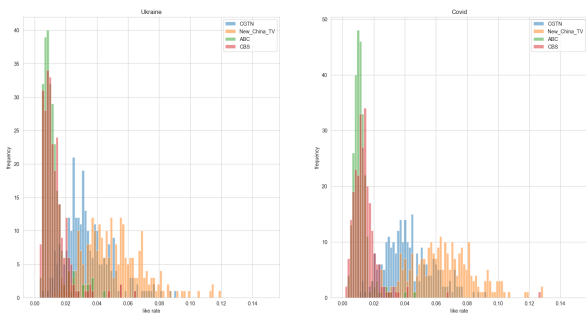 Ukraine
CGTN
New_China_TV
ABC
CBS
40
35
30
25
20
15
10
5
0
frequency
0.00 0.02 0.04 0.06 0.08 0.10 0.12 0.14
like rate
Covid
CGTN
New_China_TV
ABC
CBS
50
40
30
20
10
0
frequency
0.00 0.02 0.04 0.06 0.08 0.10 0.12 0.14
like rate